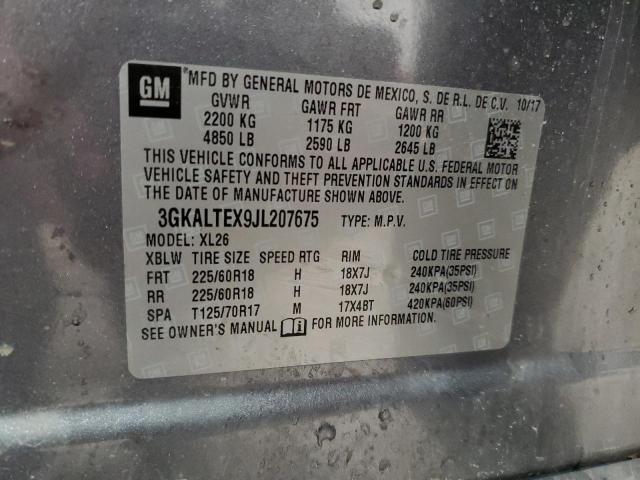 GM *MFD BY GENERAL MOTORS DE MEXICO, S. DE R.L. DE C.V. 10/17
GVWR GAWR FRT GAWR RR
2200 KG 1175 KG 1200 KG
4850 LB 2590 LB 2645 LB
THIS VEHICLE CONFORMS TO ALL APPLICABLE U.S. FEDERAL MOTOR
VEHICLE SAFETY AND THEFT PREVENTION STANDARDS IN EFFECT ON
THE DATE OF MANUFACTURE SHOWN ABOVE.
3GKALTEX9JL207675 TYPE: M.P.V.
MODEL: XL26
XBLW TIRE SIZE SPEED RTG RIM COLD TIRE PRESSURE
FRT 225/60R18 H 18X7J 240KPA(35PSI)
RR 225/60R18 H 18X7J 240KPA(35PSI)
SPA T125/70R17 M 17X4BT 420KPA(60PSI)
SEE OWNER'S MANUAL FOR MORE INFORMATION.